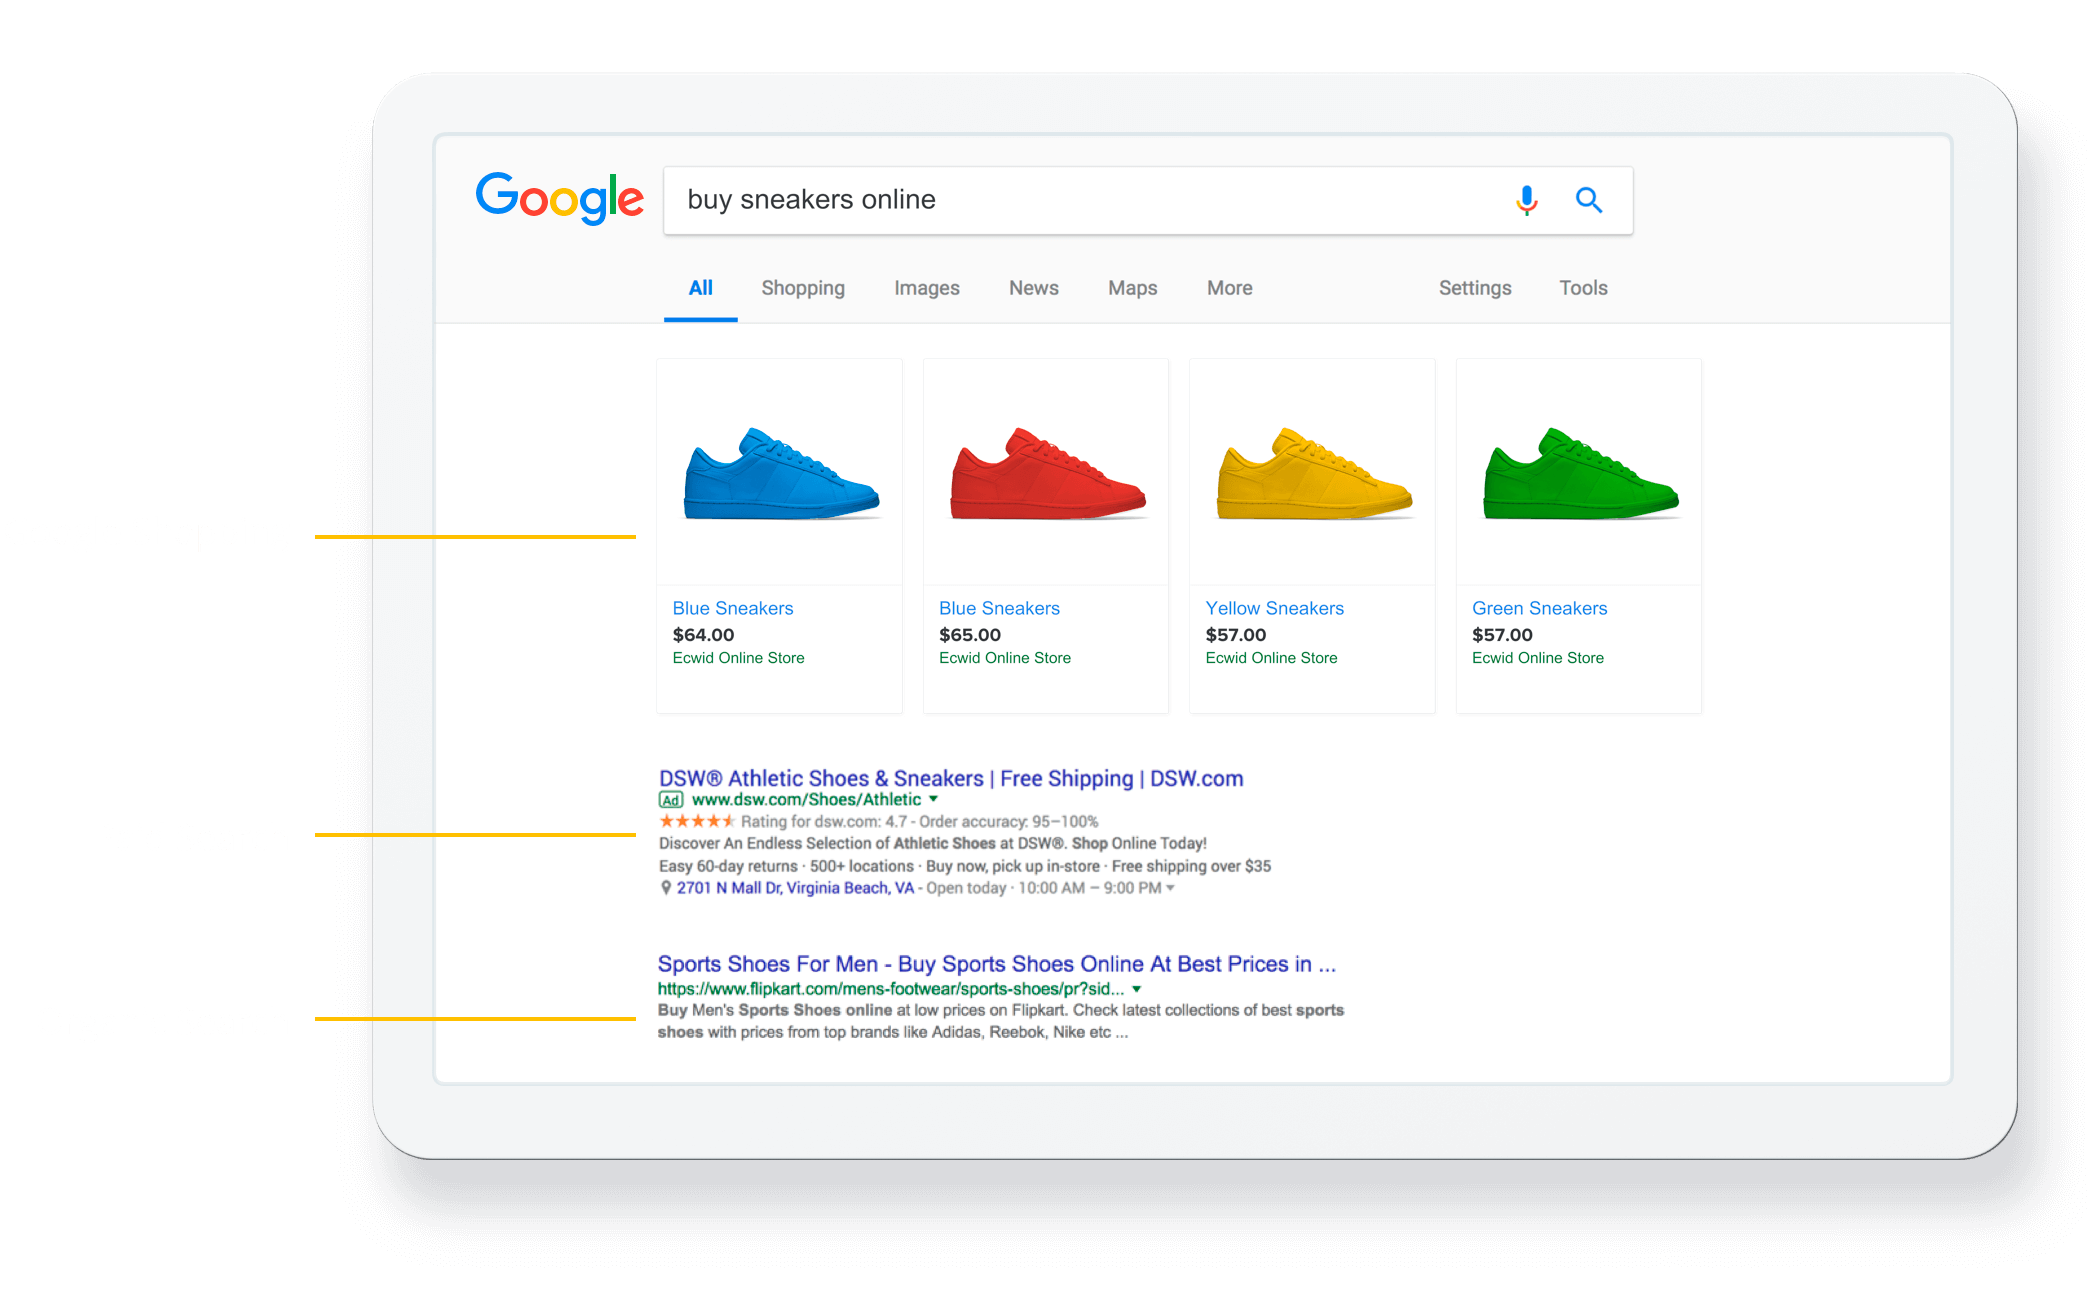 Google
buy sneakers online
All Shopping Images News Maps More Settings Tools
Blue Sneakers
$64.00
Ecwid Online Store
Blue Sneakers
$65.00
Ecwid Online Store
Yellow Sneakers
$57.00
Ecwid Online Store
Green Sneakers
$57.00
Ecwid Online Store
DSW® Athletic Shoes & Sneakers | Free Shipping | DSW.com
Ad www.dsw.com/Shoes/Athletic
Rating for dsw.com: 4.7 - Order accuracy: 95–100%
Discover An Endless Selection of Athletic Shoes at DSW®. Shop Online Today!
Easy 60-day returns · 500+ locations · Buy now, pick up in-store · Free shipping over $35
2701 N Mall Dr, Virginia Beach, VA - Open today · 10:00 AM – 9:00 PM
Sports Shoes For Men - Buy Sports Shoes Online At Best Prices in ...
https://www.flipkart.com/mens-footwear/sports-shoes/pr?sid...
Buy Men's Sports Shoes online at low prices on Flipkart. Check latest collections of best sports
shoes with prices from top brands like Adidas, Reebok, Nike etc ...